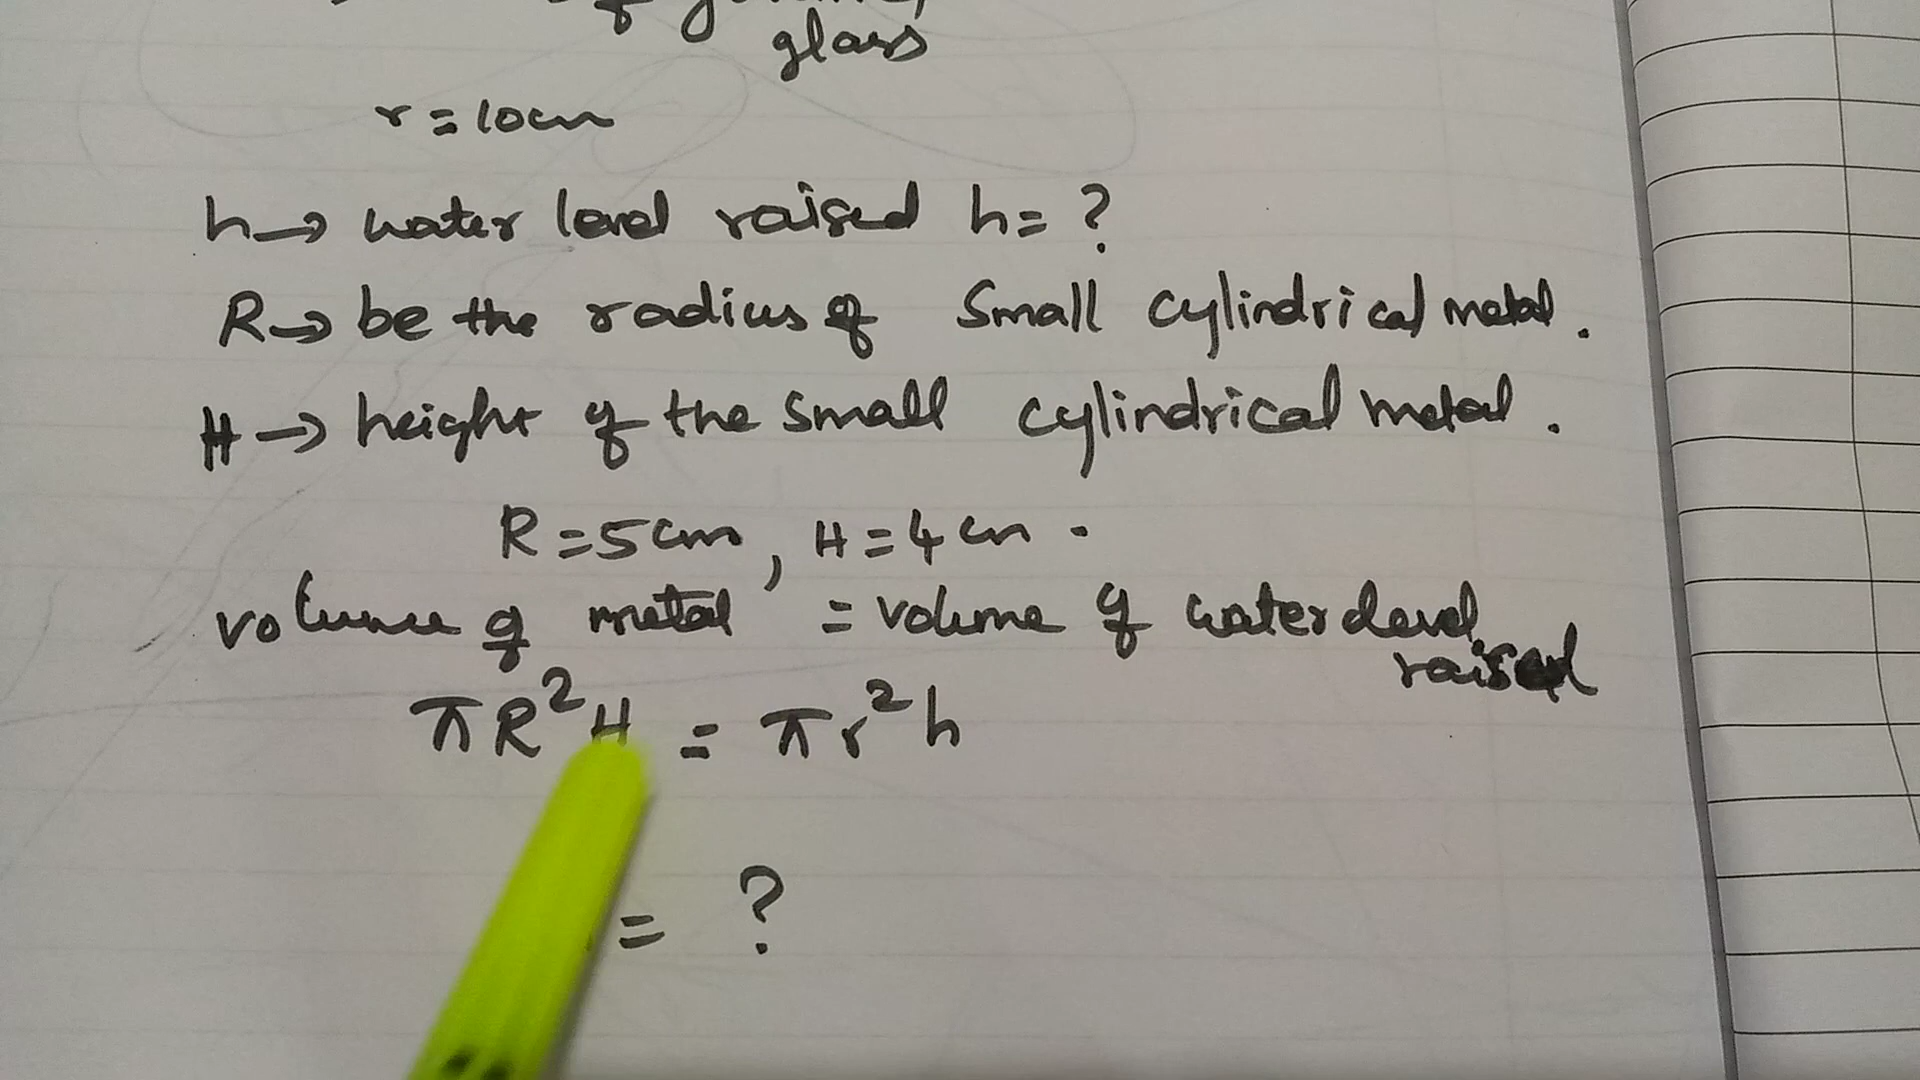 glass
r = 10cm
h → water level raised h = ?
R → be the radius of Small cylindrical metal.
H → height of the small cylindrical metal.
R = 5cm, H = 4cm.
volume of metal = volume of water level
raised
πR²H = πr²h
= ?